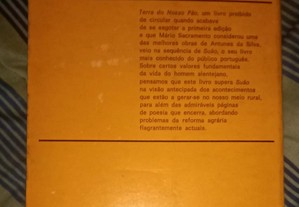 Terra do Nosso Pão, um livro proibido
de circular quando acabava
de se esgotar a primeira edição
e que Mário Sacramento considerou uma
das melhores obras de Antunes da Silva,
veio na sequência de Suão, o seu livro
mais conhecido do público português.
Sobre certos valores fundamentais
da vida do homem alentejano,
pensamos que este livro supera Suão
na visão antecipada dos acontecimentos
que estão a gerar-se no nosso meio rural,
para além das admiráveis páginas
de poesia que encerra, abordando
problemas da reforma agrária
flagrantemente actuais.